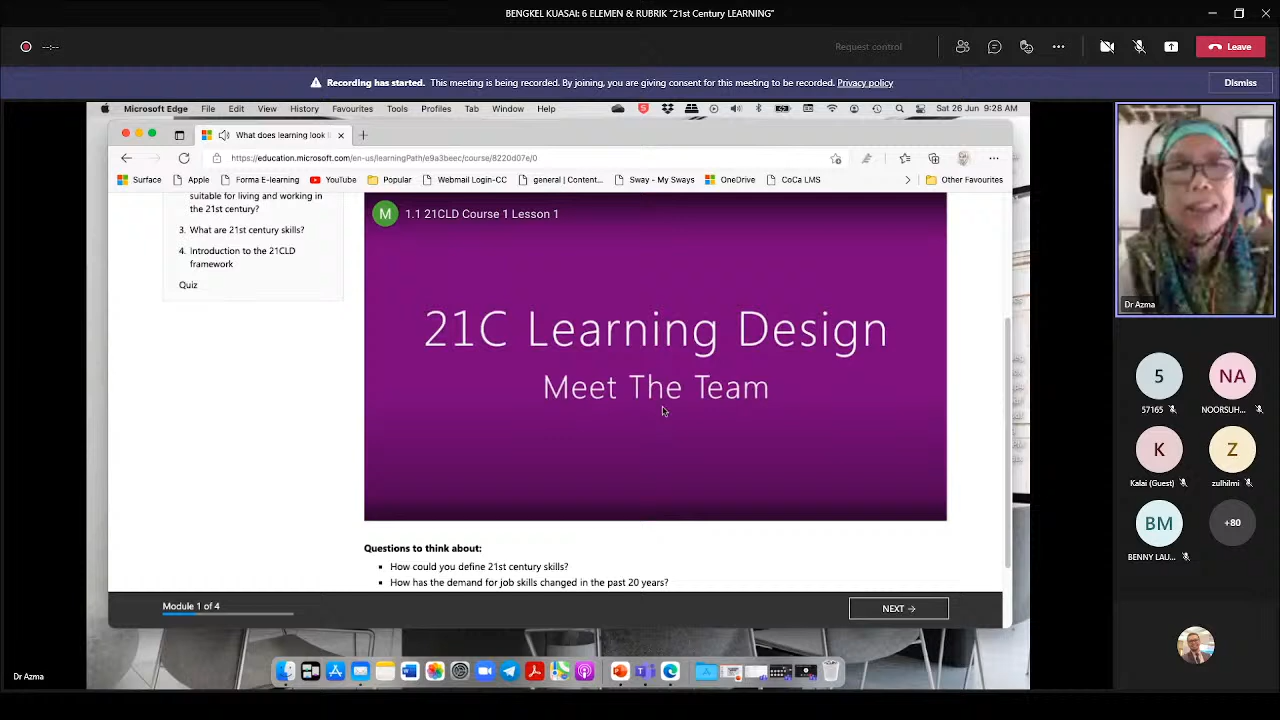 BENGKEL KUASAI: 6 ELEMEN & RUBRIK "21st Century LEARNING"
--:--
Request control
Leave
Recording has started. This meeting is being recorded. By joining, you are giving consent for this meeting to be recorded. Privacy policy
Dismiss
Microsoft Edge File Edit View History Favourites Tools Profiles Tab Window Help
Sat 26 Jun 9:28 AM
What does learning look l
https://education.microsoft.com/en-us/learningPath/e9a3beec/course/8220d07e/0
Surface Apple Forma E-learning YouTube Popular Webmail Login-CC general | Content... Sway - My Sways OneDrive CoCa LMS Other Favourites
suitable for living and working in
the 21st century?
3. What are 21st century skills?
4. Introduction to the 21CLD
framework
Quiz
M
1.1 21CLD Course 1 Lesson 1
21C Learning Design
Meet The Team
Questions to think about:
How could you define 21st century skills?
How has the demand for job skills changed in the past 20 years?
Module 1 of 4
NEXT →
Dr Azma
Dr Azma
5 NA
57165 NOORSUH...
K Z
Kalai (Guest) zulhilmi
BM +80
BENNY LAU...